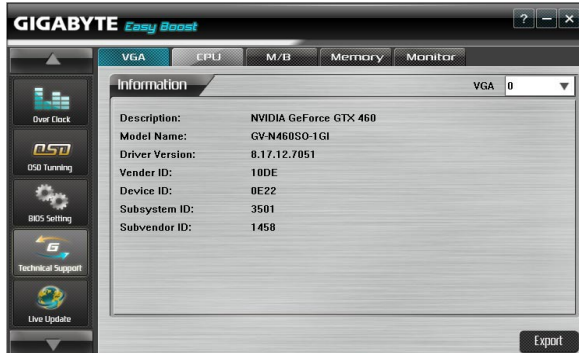 GIGABYTE Easy Boost
? – ×
VGA CPU M/B Memory Monitor
Information
VGA 0
Over Clock
OSD Tunning
BIOS Setting
Technical Support
Live Update
Description: NVIDIA GeForce GTX 460
Model Name: GV-N460SO-1GI
Driver Version: 8.17.12.7051
Vender ID: 10DE
Device ID: 0E22
Subsystem ID: 3501
Subvendor ID: 1458
Export